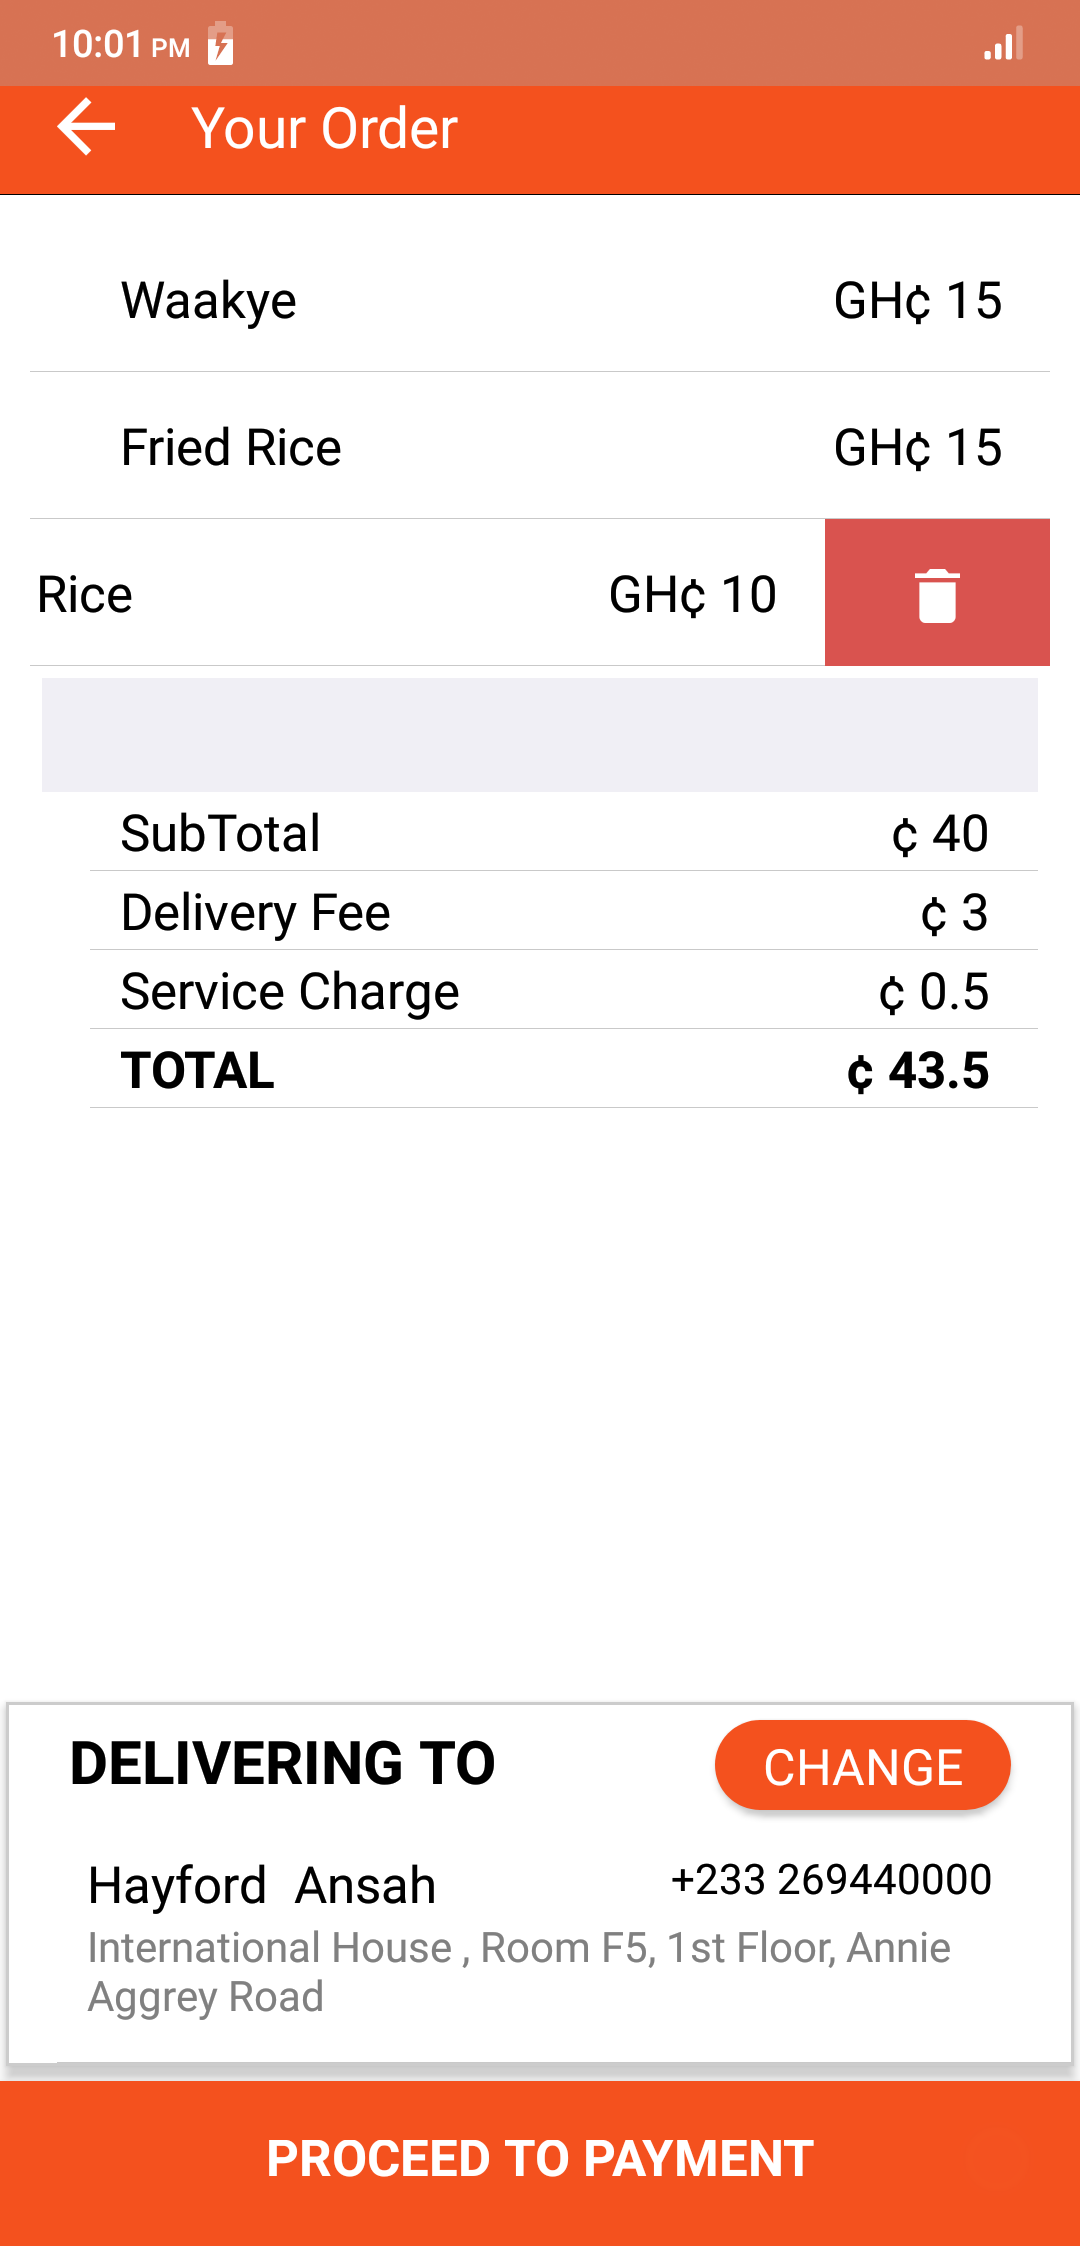 10:01 PM
Your Order
Waakye GH¢ 15
Fried Rice GH¢ 15
Rice GH¢ 10
SubTotal ¢ 40
Delivery Fee ¢ 3
Service Charge ¢ 0.5
TOTAL ¢ 43.5
DELIVERING TO CHANGE
Hayford  Ansah +233 269440000
International House , Room F5, 1st Floor, Annie
Aggrey Road
PROCEED TO PAYMENT